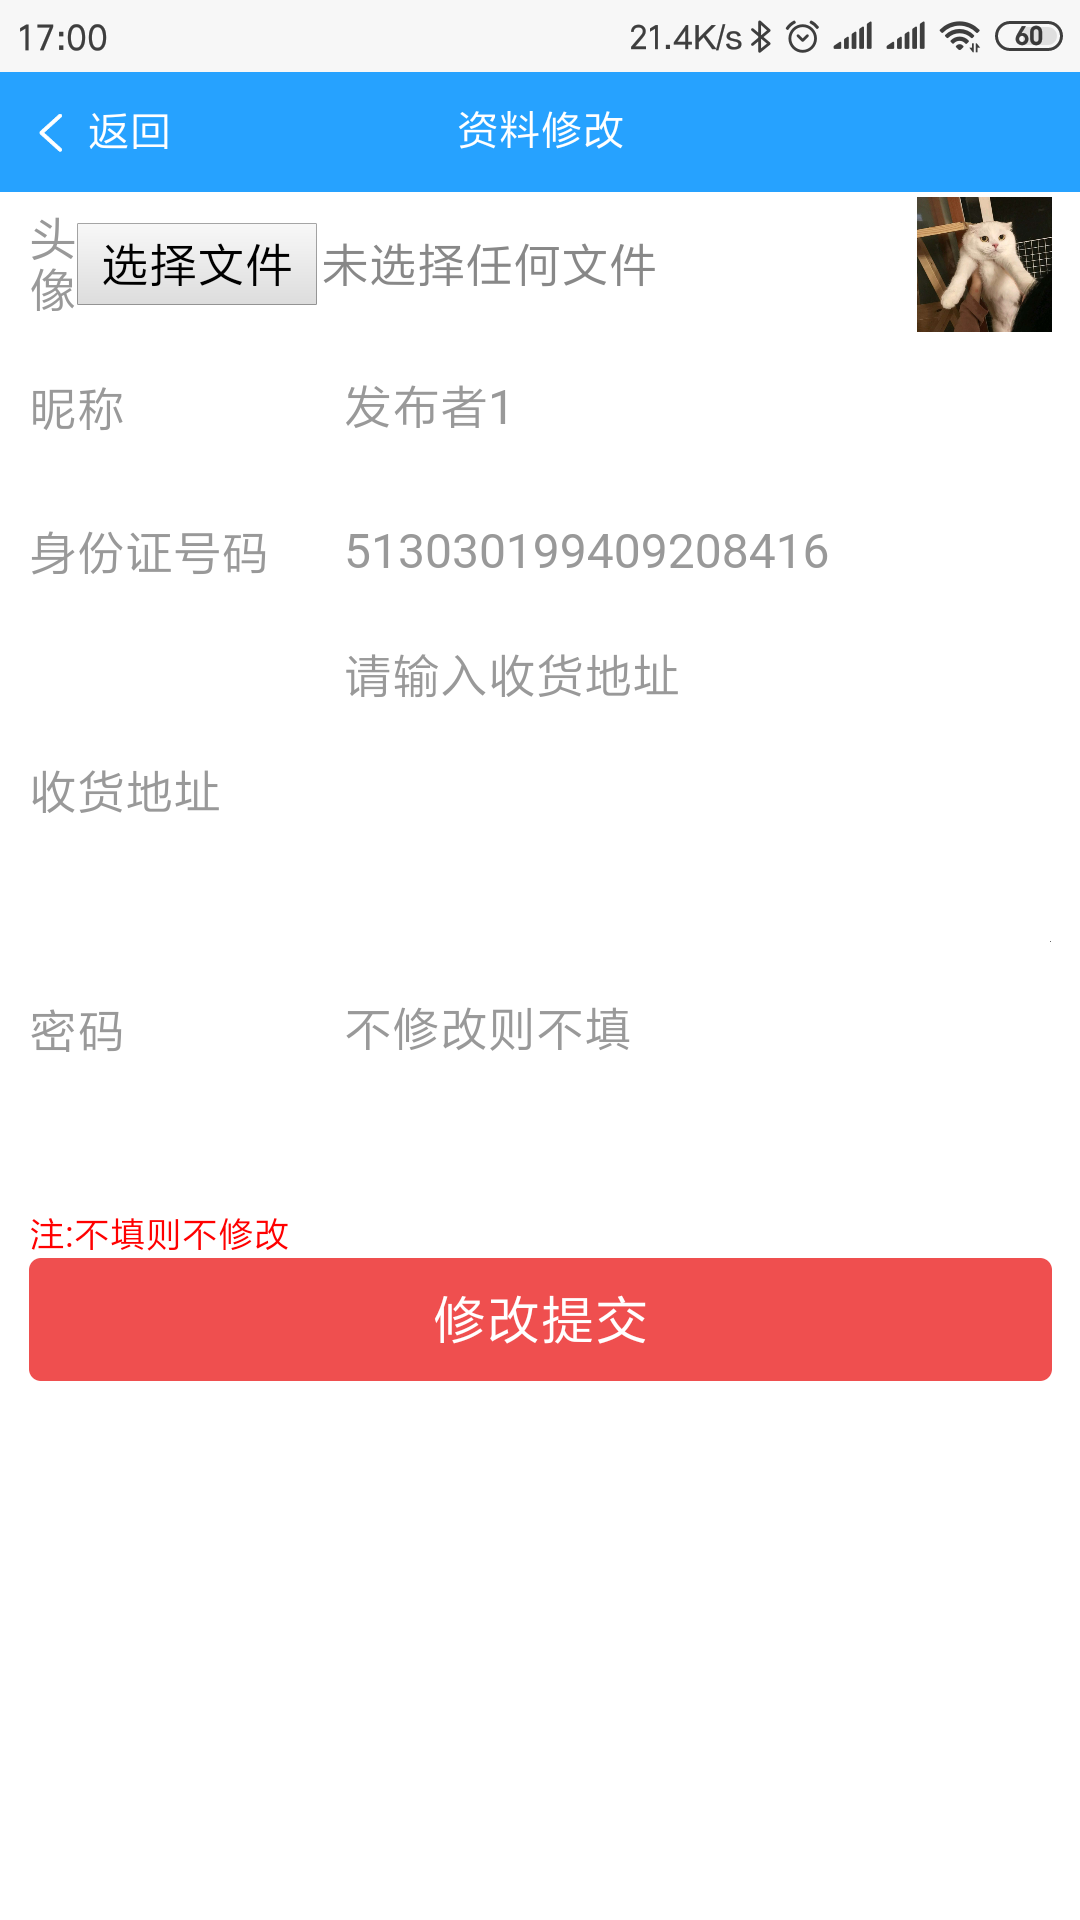 17:00 21.4K/s 60
返回 资料修改
头像 选择文件 未选择任何文件
昵称 发布者1
身份证号码 513030199409208416
请输入收货地址
收货地址
密码 不修改则不填
注:不填则不修改
修改提交